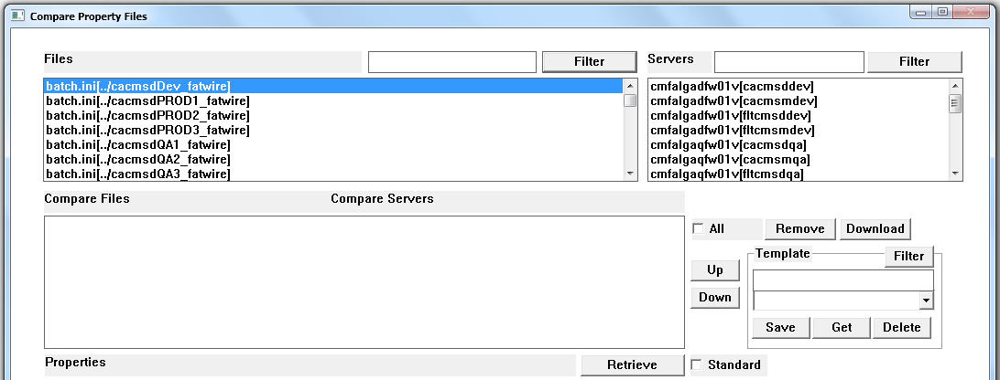 Compare Property Files
Files Filter Servers Filter
batch.ini[../cacmsdDev_fatwire]
batch.ini[../cacmsdPROD1_fatwire]
batch.ini[../cacmsdPROD2_fatwire]
batch.ini[../cacmsdPROD3_fatwire]
batch.ini[../cacmsdQA1_fatwire]
batch.ini[../cacmsdQA2_fatwire]
batch.ini[../cacmsdQA3_fatwire]
cmfalgadfw01v[cacmsddev]
cmfalgadfw01v[cacmsmdev]
cmfalgadfw01v[fltcmsddev]
cmfalgadfw01v[fltcmsmdev]
cmfalgaqfw01v[cacmsdqa]
cmfalgaqfw01v[cacmsmqa]
cmfalgaqfw01v[fltcmsdqa]
Compare Files Compare Servers
All Remove Download
Up
Down
Template Filter
Save Get Delete
Properties Retrieve Standard